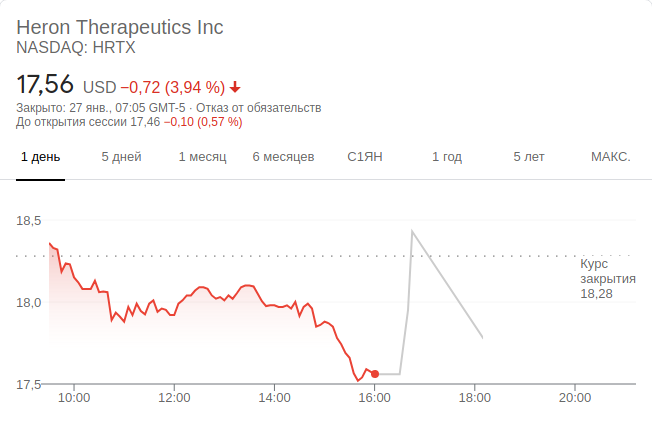 Heron Therapeutics Inc
NASDAQ: HRTX
17,56 USD −0,72 (3,94 %)
Закрыто: 27 янв., 07:05 GMT-5 · Отказ от обязательств
До открытия сессии 17,46 −0,10 (0,57 %)
1 день 5 дней 1 месяц 6 месяцев С1ЯН 1 год 5 лет МАКС.
18,5
Курс
закрытия
18,28
18,0
17,5
10:00 12:00 14:00 16:00 18:00 20:00